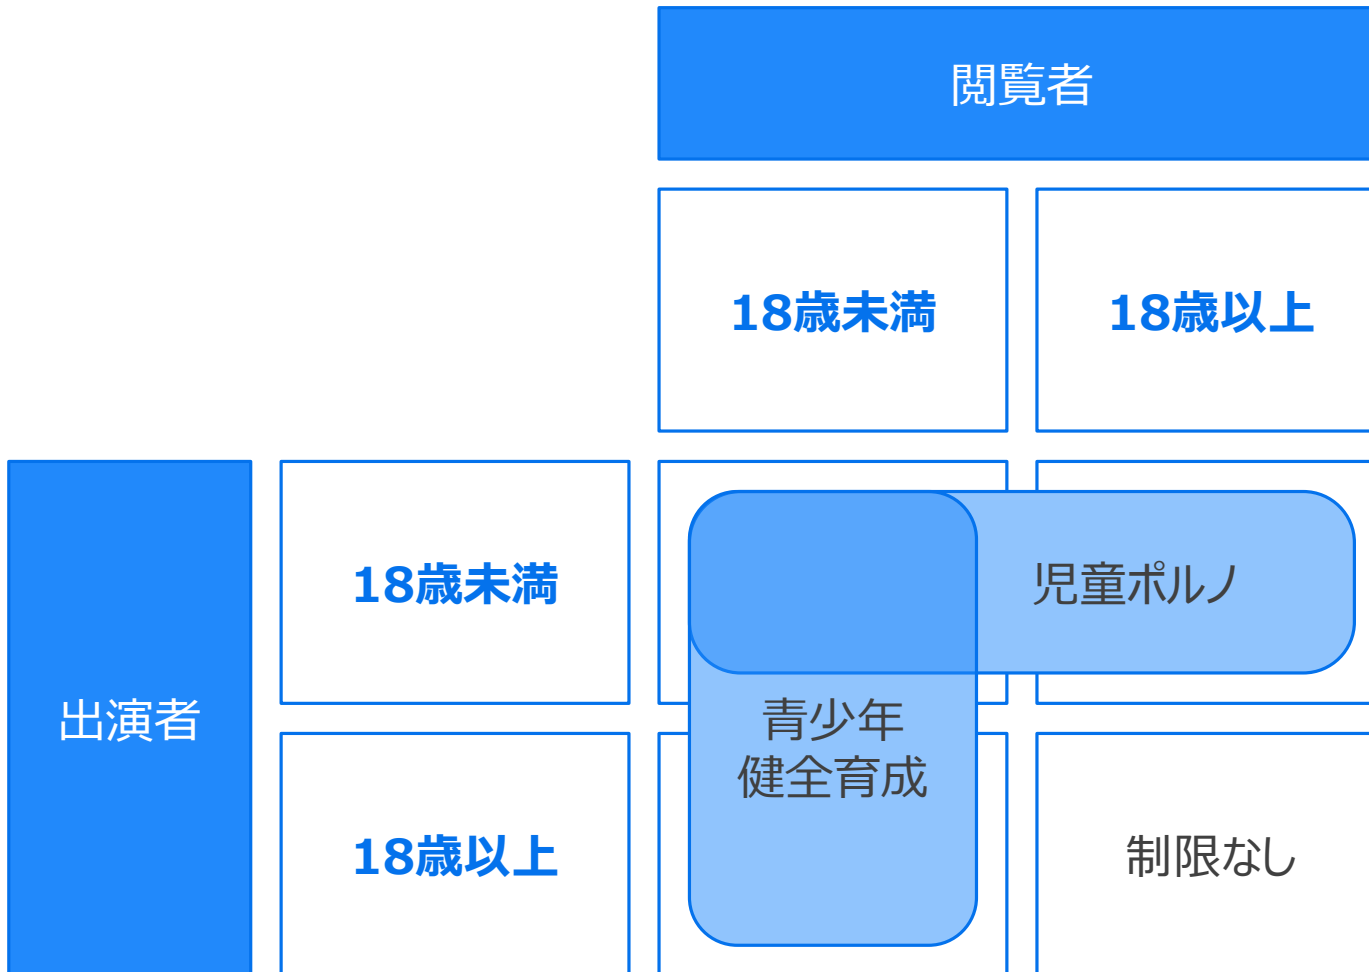 閲覧者
18歳未満
18歳以上
出演者
18歳未満
児童ポルノ
青少年
健全育成
18歳以上
制限なし